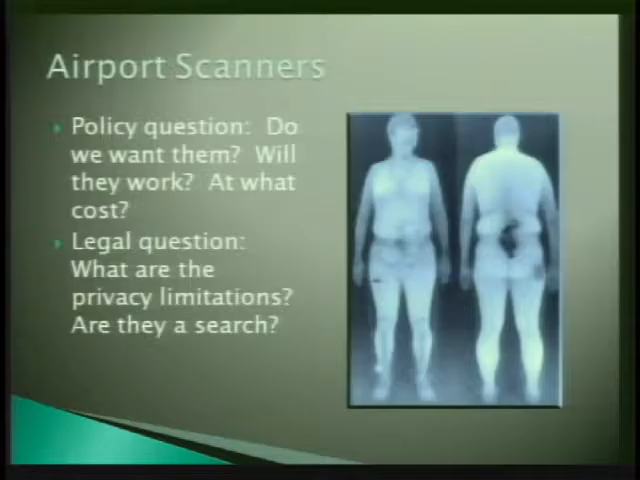 Airport Scanners
Policy question: Do
we want them? Will
they work? At what
cost?
Legal question:
What are the
privacy limitations?
Are they a search?